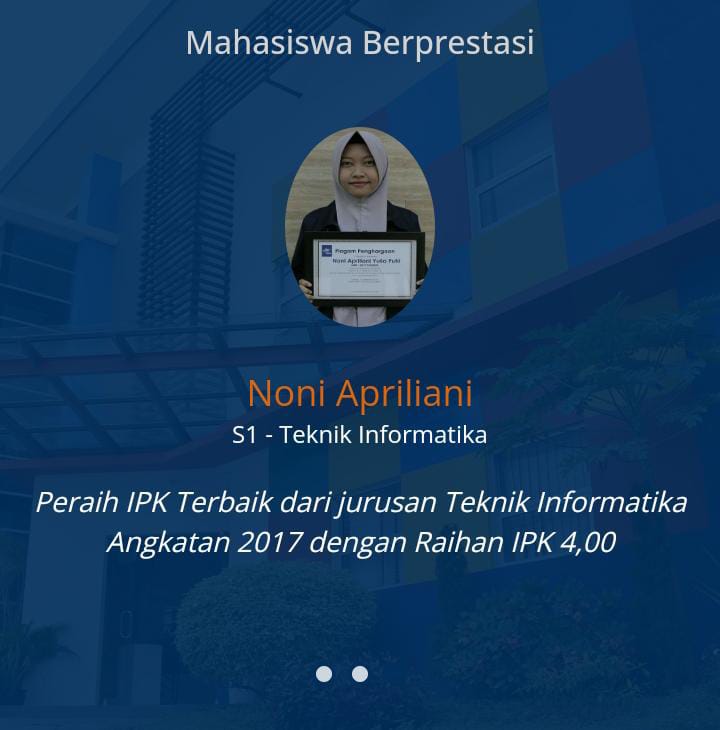 Mahasiswa Berprestasi
Piagam Penghargaan
Noni Apriliani Yulia Putri
Noni Apriliani
S1 - Teknik Informatika
Peraih IPK Terbaik dari jurusan Teknik Informatika
Angkatan 2017 dengan Raihan IPK 4,00